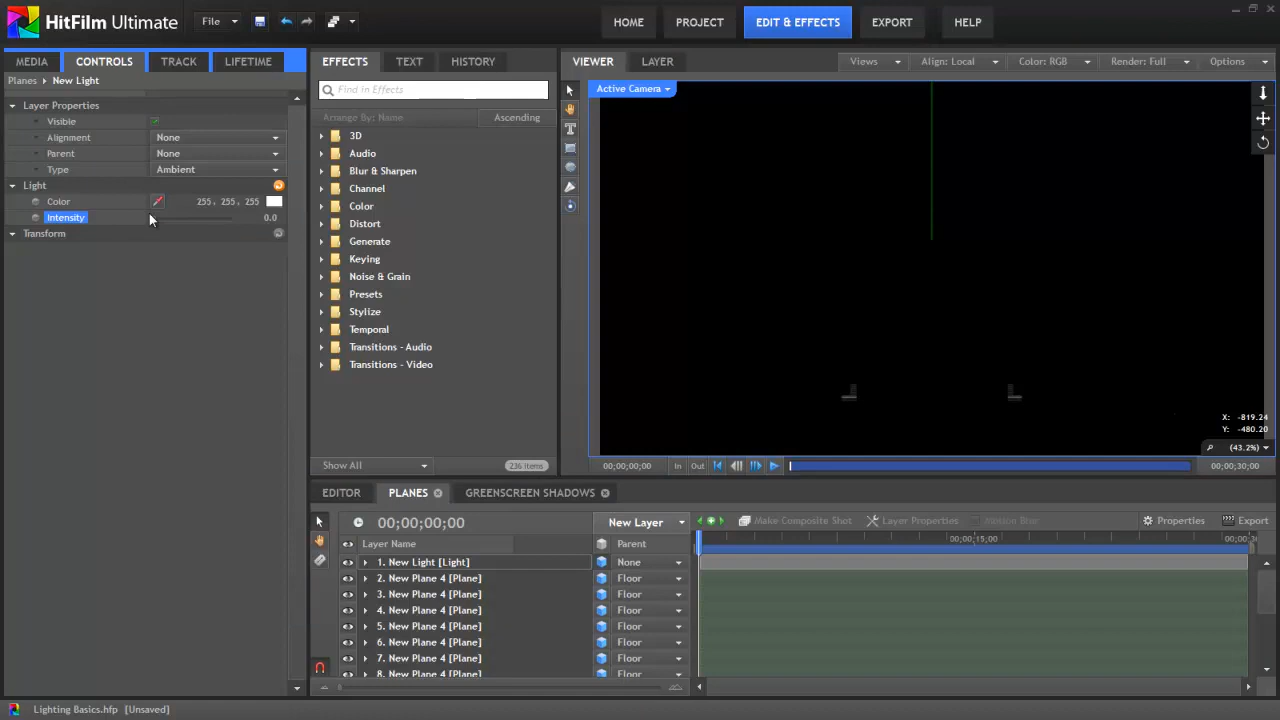 HitFilm Ultimate
File
HOME
PROJECT
EDIT & EFFECTS
EXPORT
HELP
MEDIA
CONTROLS
TRACK
LIFETIME
Planes > New Light
Layer Properties
Visible
Alignment None
Parent None
Type Ambient
Light
Color 255, 255, 255
Intensity 0.0
Transform
EFFECTS
TEXT
HISTORY
Find in Effects
Arrange By: Name
Ascending
3D
Audio
Blur & Sharpen
Channel
Color
Distort
Generate
Keying
Noise & Grain
Presets
Stylize
Temporal
Transitions - Audio
Transitions - Video
Show All
236 items
VIEWER
LAYER
Views
Align: Local
Color: RGB
Render: Full
Options
Active Camera
X: -819.24
Y: -480.20
(43.2%)
00;00;00;00
In
Out
00;00;30;00
EDITOR
PLANES
GREENSCREEN SHADOWS
00;00;00;00
New Layer
Make Composite Shot
Layer Properties
Motion Blur
Properties
Export
Layer Name
Parent
00;00;15;00
1. New Light [Light] None
2. New Plane 4 [Plane] Floor
3. New Plane 4 [Plane] Floor
4. New Plane 4 [Plane] Floor
5. New Plane 4 [Plane] Floor
6. New Plane 4 [Plane] Floor
7. New Plane 4 [Plane] Floor
8. New Plane 4 [Plane] Floor
Lighting Basics.hfp [Unsaved]